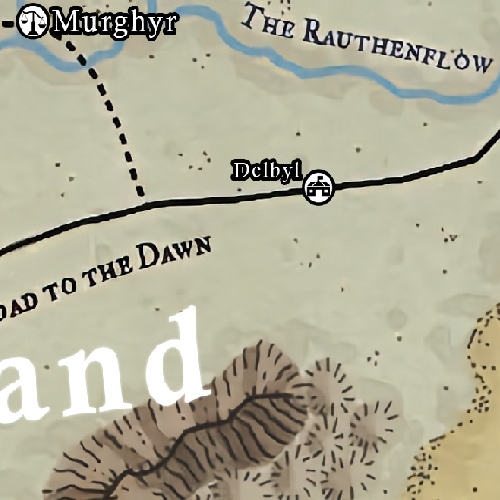 Murghyr
THE RAUTHENFLOW
Delbyl
OAD TO THE DAWN
and